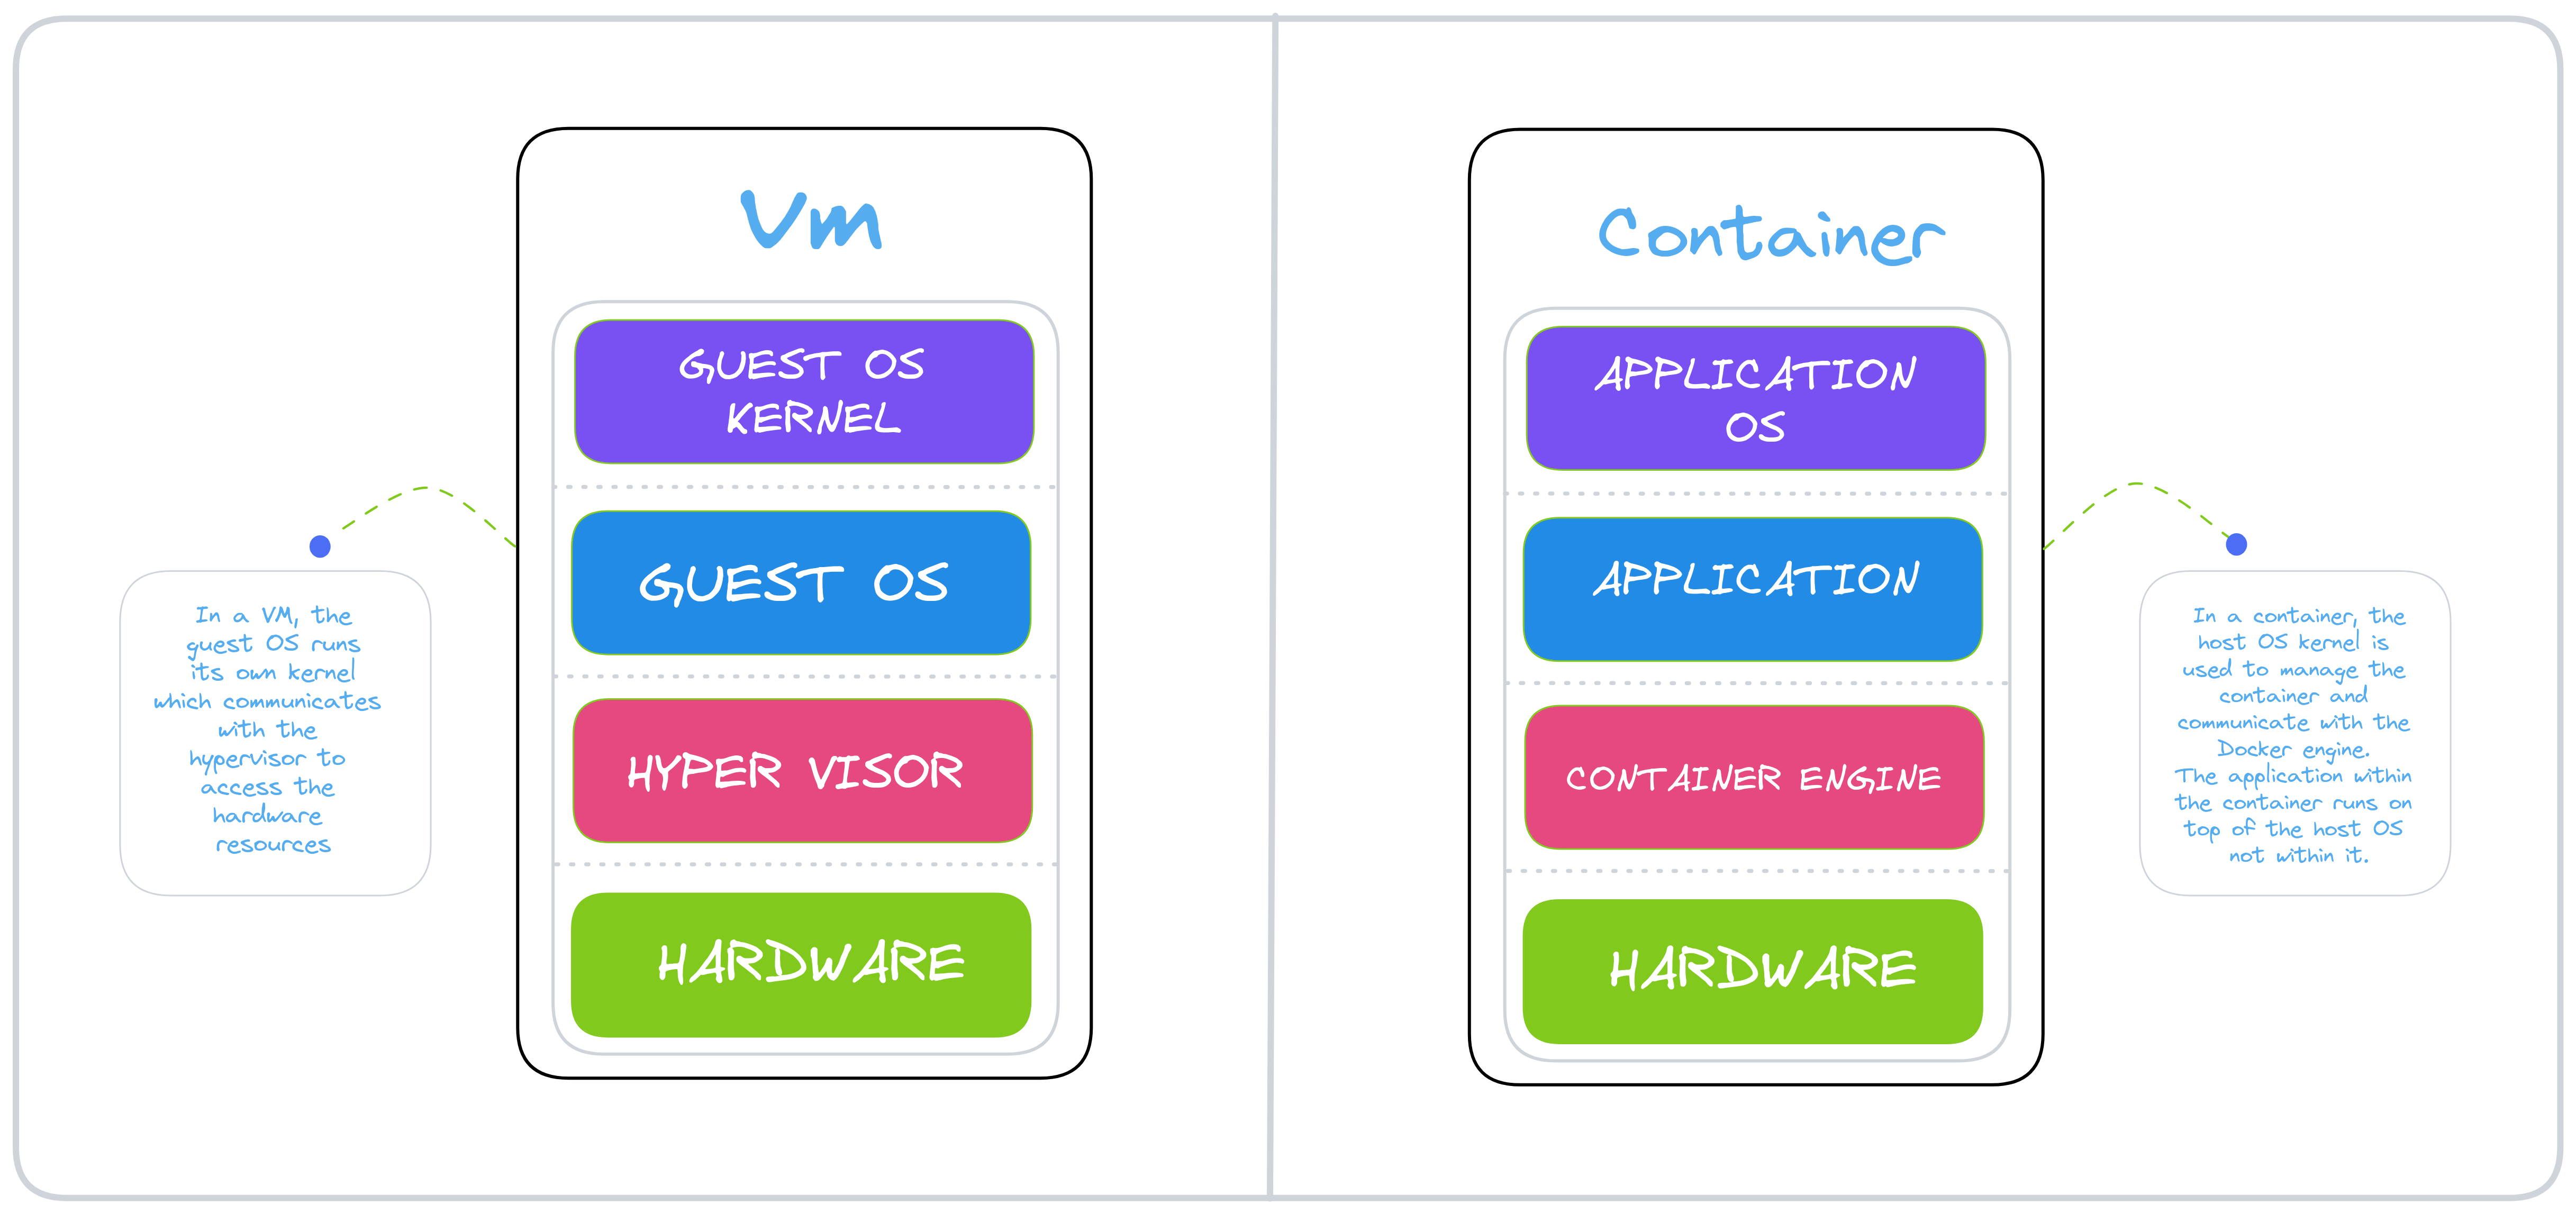 Vm
GUEST OS
KERNEL
GUEST OS
HYPER VISOR
HARDWARE
In a VM, the
guest OS runs
its own kernel
which communicates
with the
hypervisor to
access the
hardware
resources
Container
APPLICATION
OS
APPLICATION
CONTAINER ENGINE
HARDWARE
In a container, the
host OS kernel is
used to manage the
container and
communicate with the
Docker engine.
The application within
the container runs on
top of the host OS
not within it.